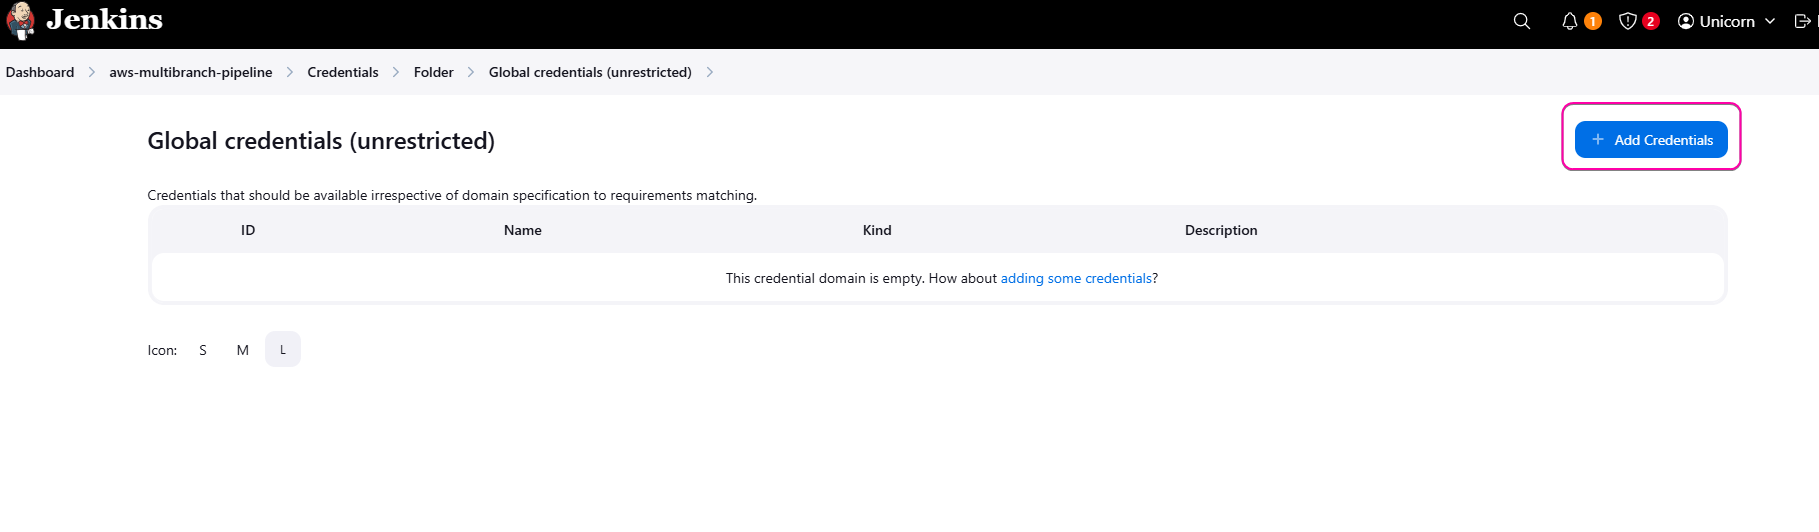 Jenkins
1
2
Unicorn
Dashboard
aws-multibranch-pipeline
Credentials
Folder
Global credentials (unrestricted)
Global credentials (unrestricted)
+ Add Credentials
Credentials that should be available irrespective of domain specification to requirements matching.
ID Name Kind Description
This credential domain is empty. How about adding some credentials?
Icon: S M L